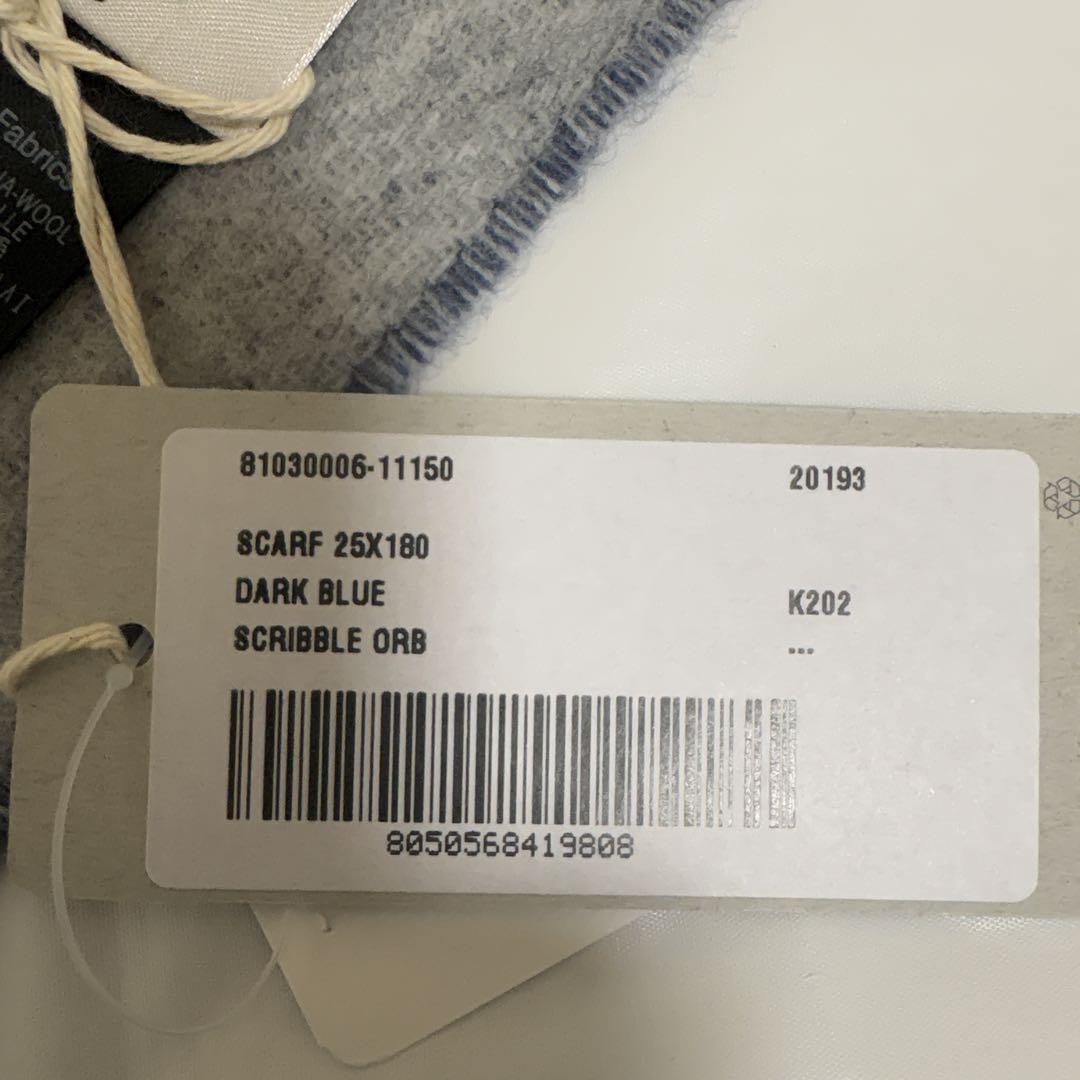 Fabrics
81030006-11150
20193
SCARF 25X180
DARK BLUE
K202
SCRIBBLE ORB
...
8050568419808